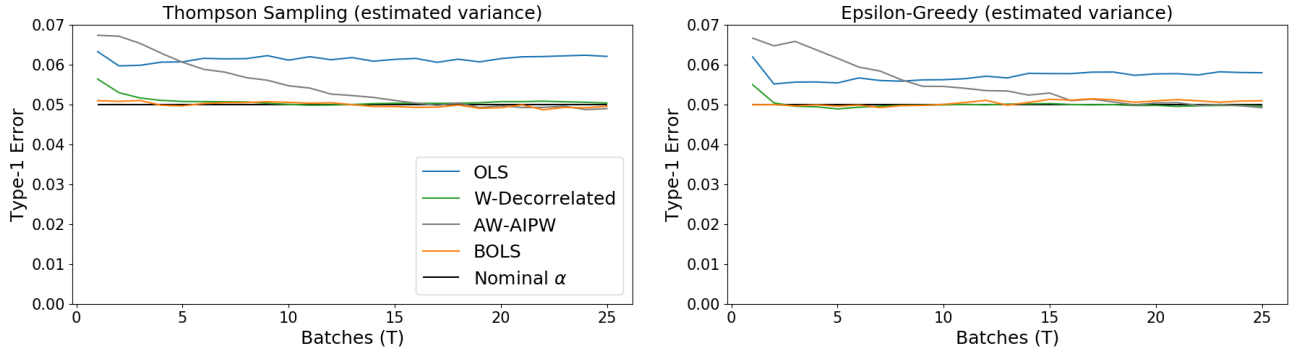 Thompson Sampling (estimated variance)
Type-1 Error
0.07
0.06
0.05
0.04
0.03
0.02
0.01
0.00
OLS
W-Decorrelated
AW-AIPW
BOLS
Nominal α
0 5 10 15 20 25
Batches (T)
Epsilon-Greedy (estimated variance)
Type-1 Error
0.07
0.06
0.05
0.04
0.03
0.02
0.01
0.00
0 5 10 15 20 25
Batches (T)